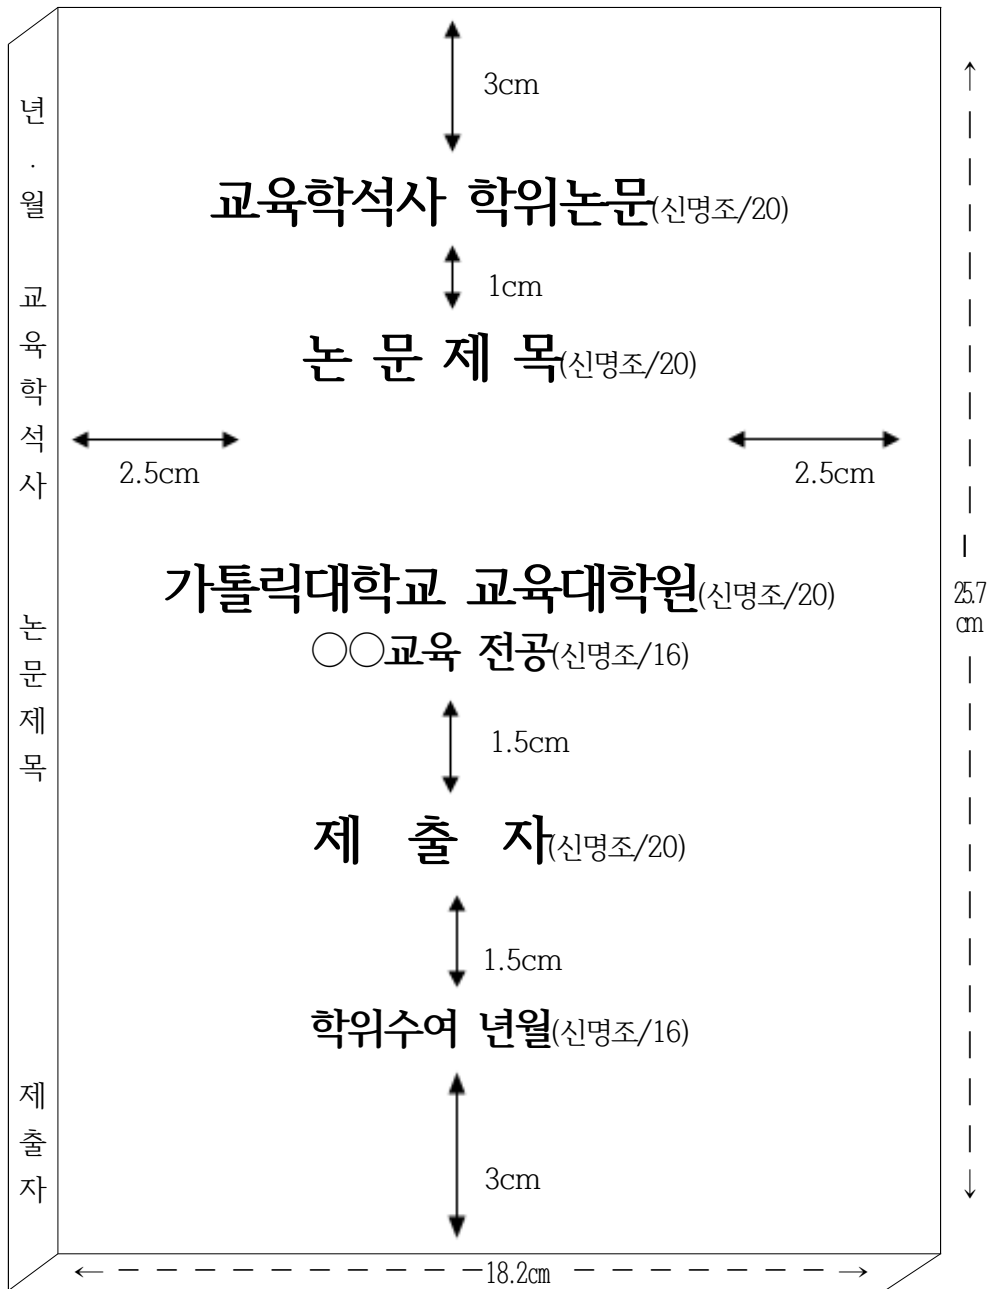 년·월 교육학석사 논문제목 제출자
3cm
교육학석사 학위논문(신명조/20)
1cm
논 문 제 목(신명조/20)
2.5cm 2.5cm
가톨릭대학교 교육대학원(신명조/20)
○○교육 전공(신명조/16)
1.5cm
제 출 자(신명조/20)
1.5cm
학위수여 년월(신명조/16)
3cm
18.2cm
25.7
cm